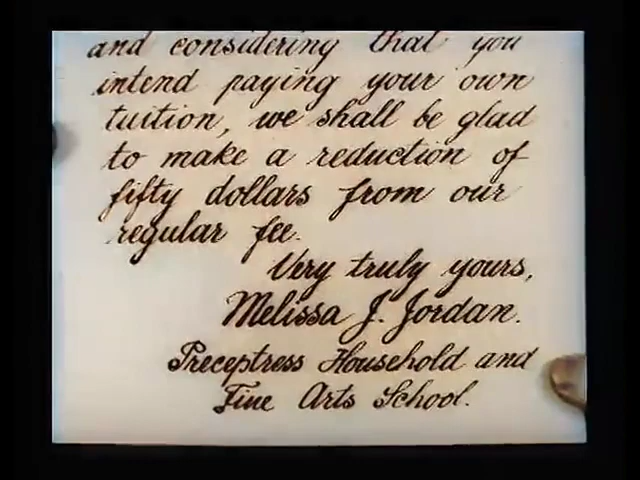 and considering that you
intend paying your own
tuition, we shall be glad
to make a reduction of
fifty dollars from our
regular fee.
Very truly yours,
Melissa J. Jordan.
Preceptress Household and
Fine Arts School.